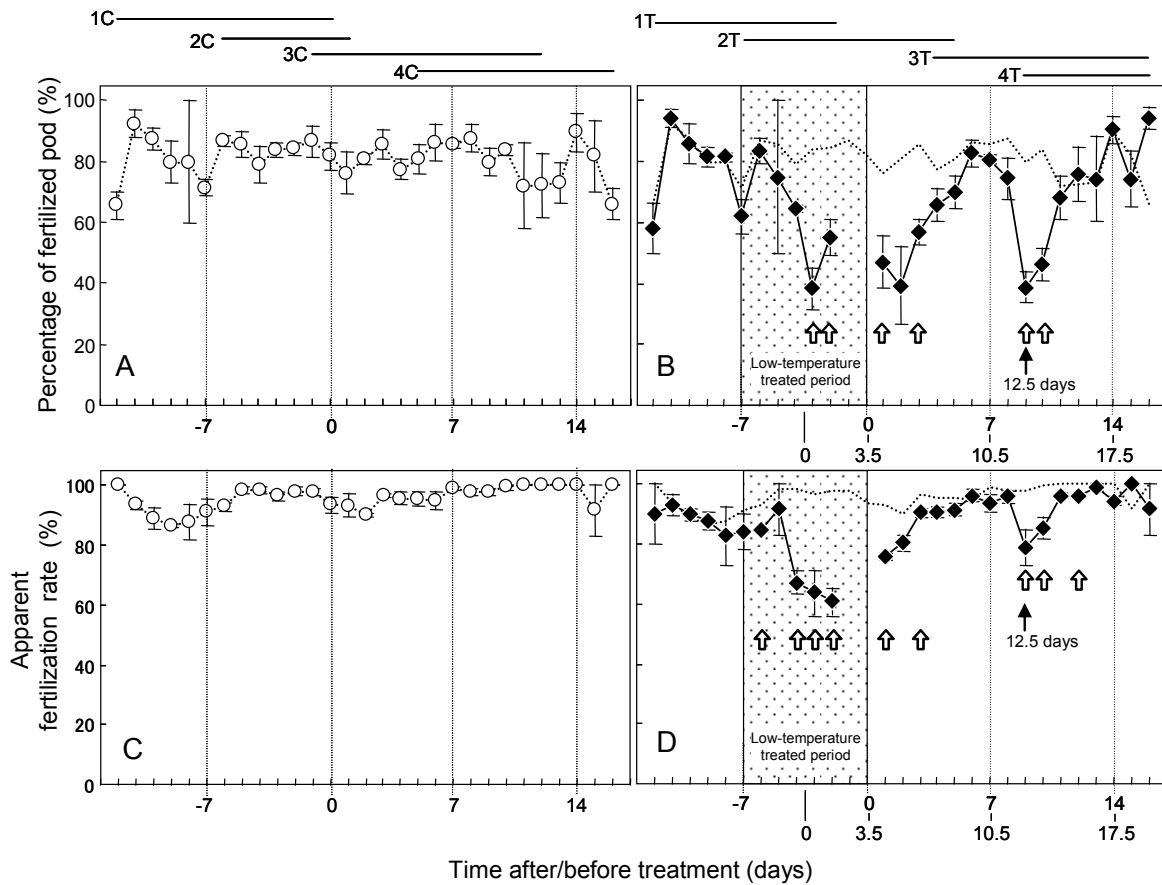 1C
2C
3C
4C
1T
2T
3T
4T
Percentage of fertilized pod (%)
100
80
60
40
20
0
A
-7
0
7
14
B
Low-temperature
treated period
12.5 days
-7
0
7
14
0
3.5
10.5
17.5
Apparent
fertilization rate (%)
100
80
60
40
20
0
C
-7
0
7
14
D
Low-temperature
treated period
12.5 days
-7
0
7
14
0
3.5
10.5
17.5
Time after/before treatment (days)